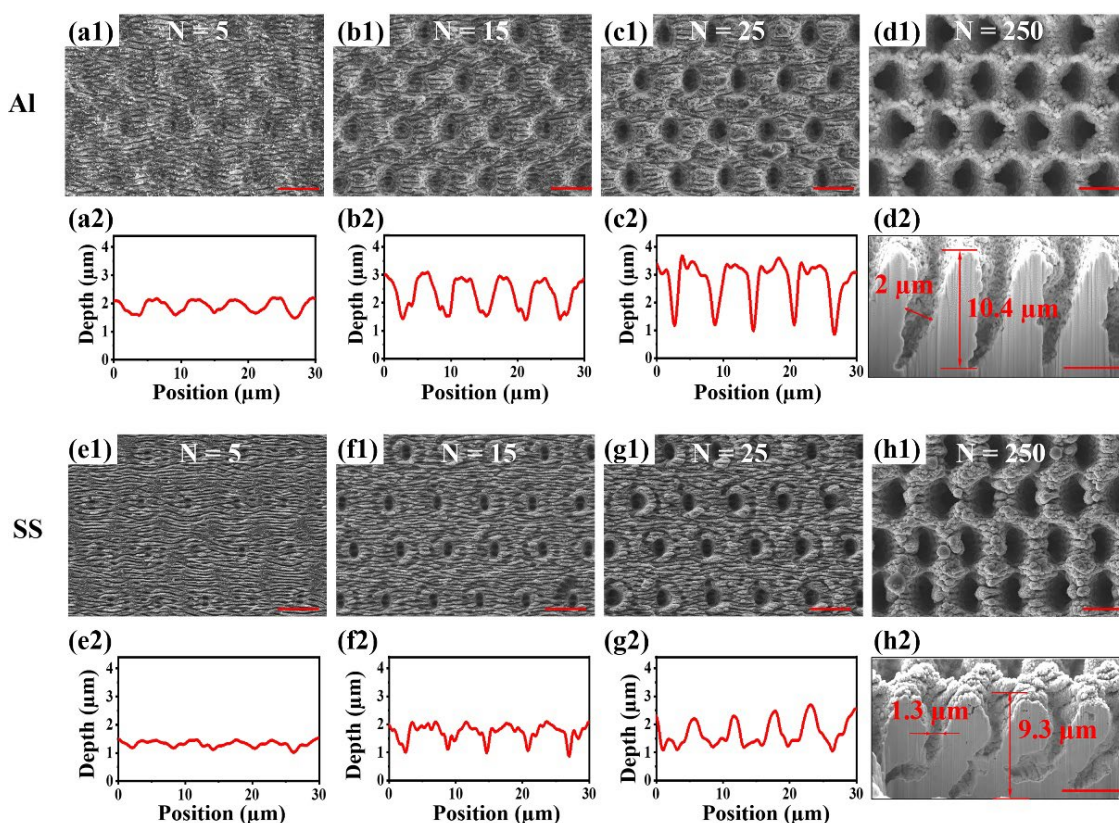 (a1) N = 5 (b1) N = 15 (c1) N = 25 (d1) N = 250
Al
(a2) (b2) (c2) (d2)
Depth (µm) 4 3 2 1 0
0 10 20 30
Position (µm)
Depth (µm) 4 3 2 1 0
0 10 20 30
Position (µm)
Depth (µm) 4 3 2 1 0
0 10 20 30
Position (µm)
2 µm 10.4 µm
(e1) N = 5 (f1) N = 15 (g1) N = 25 (h1) N = 250
SS
(e2) (f2) (g2) (h2)
Depth (µm) 4 3 2 1 0
0 10 20 30
Position (µm)
Depth (µm) 4 3 2 1 0
0 10 20 30
Position (µm)
Depth (µm) 4 3 2 1 0
0 10 20 30
Position (µm)
1.3 µm 9.3 µm